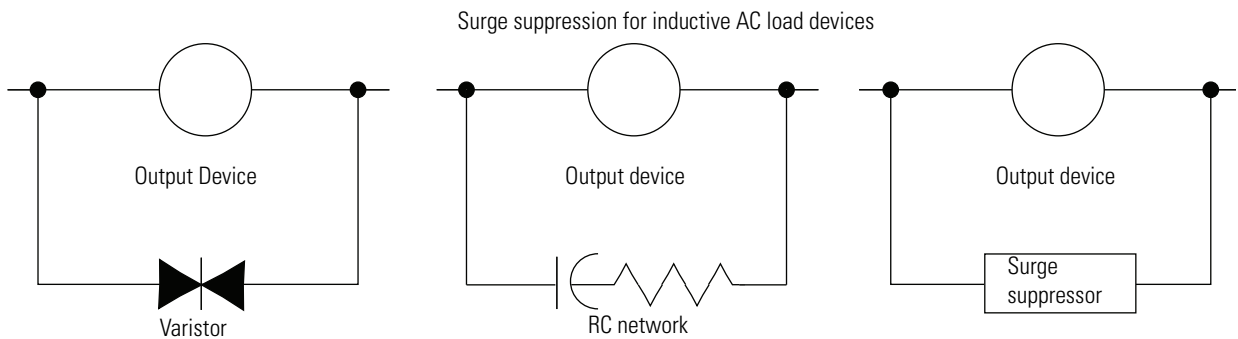 Surge suppression for inductive AC load devices
Output Device
Output device
Output device
Varistor
RC network
Surge
suppressor